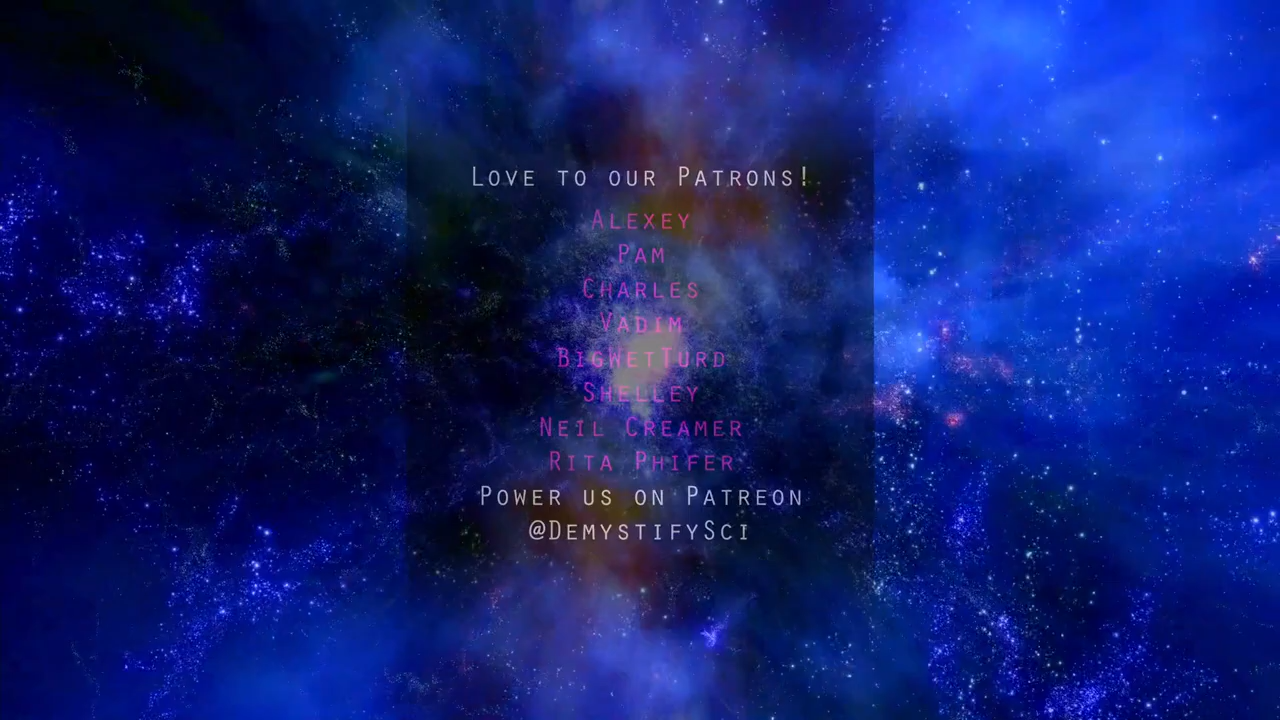 Love to our Patrons!
Alexey
Pam
Charles
Vadim
BigWetTurd
Shelley
Neil Creamer
Rita Phifer
Power us on Patreon
@DemystifySci